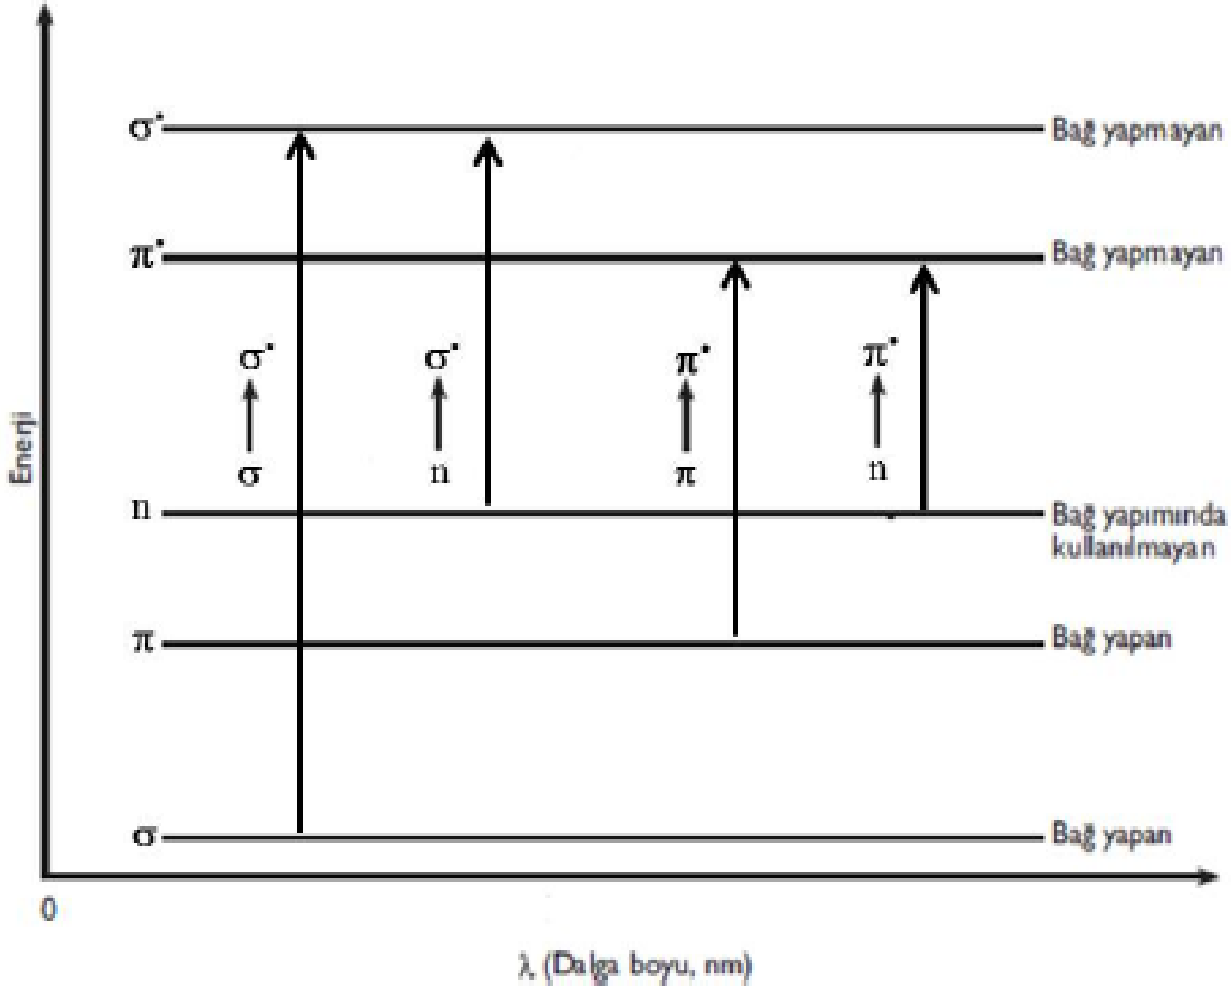 σ• Bağ yapmayan
π• Bağ yapmayan
σ• σ• π• π•
σ n π n
Enerji
n Bağ yapımında
kullanılmayan
π Bağ yapan
σ Bağ yapan
0
λ (Dalga boyu, nm)